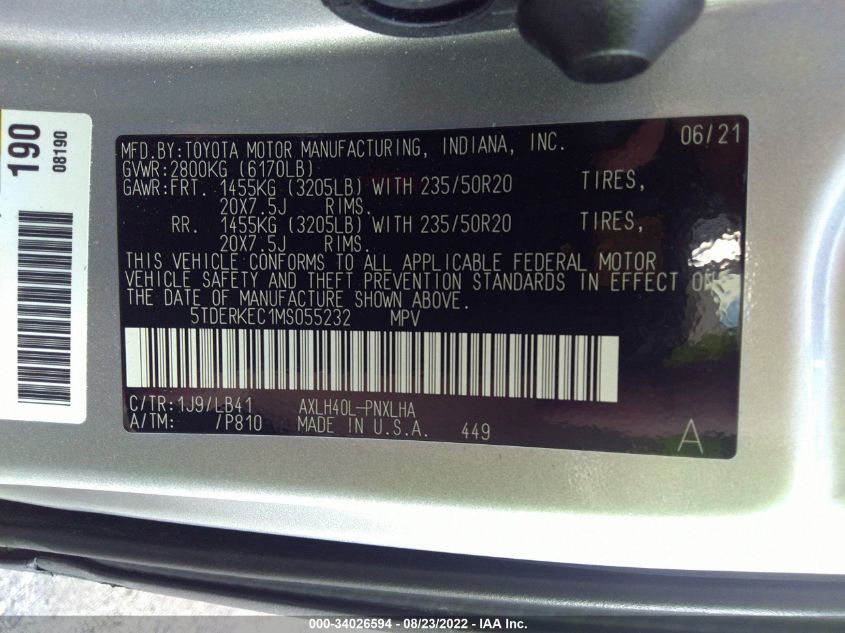 190
08190
MFD.BY:TOYOTA MOTOR MANUFACTURING, INDIANA, INC. 06/21
GVWR:2800KG (6170LB)
GAWR:FRT. 1455KG (3205LB) WITH 235/50R20 TIRES,
20X7.5J RIMS.
RR. 1455KG (3205LB) WITH 235/50R20 TIRES,
20X7.5J RIMS.
THIS VEHICLE CONFORMS TO ALL APPLICABLE FEDERAL MOTOR
VEHICLE SAFETY AND THEFT PREVENTION STANDARDS IN EFFECT ON
THE DATE OF MANUFACTURE SHOWN ABOVE.
5TDERKEC1MS055232 MPV
C/TR:1J9/LB41 AXLH40L-PNXLHA
A/TM: /P810 MADE IN U.S.A. 449 A
000-34026594 - 08/23/2022 - IAA Inc.